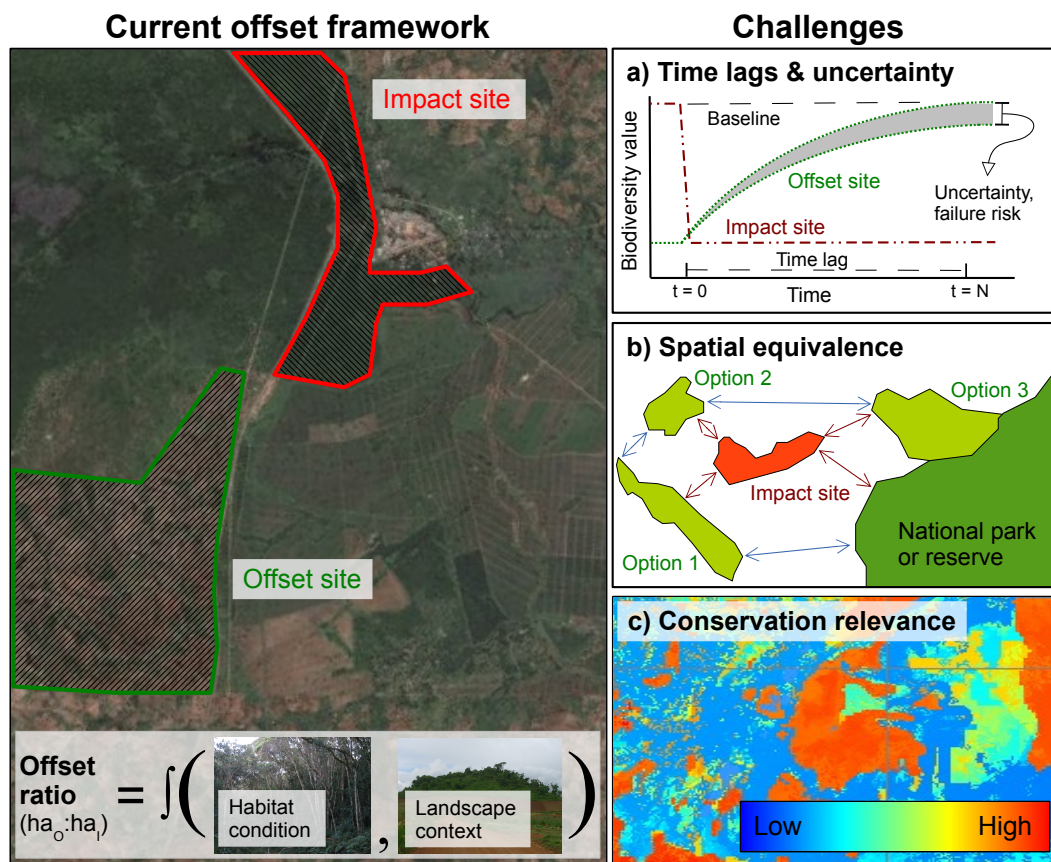 Current offset framework
Impact site
Offset site
Offset
ratio
(ha_O:ha_I)
= ∫(
Habitat
condition
,
Landscape
context
)
Challenges
a) Time lags & uncertainty
Biodiversity value
Baseline
Offset site
Uncertainty,
failure risk
Impact site
Time lag
t = 0
t = N
Time
b) Spatial equivalence
Option 2
Option 3
Impact site
Option 1
National park
or reserve
c) Conservation relevance
Low
High